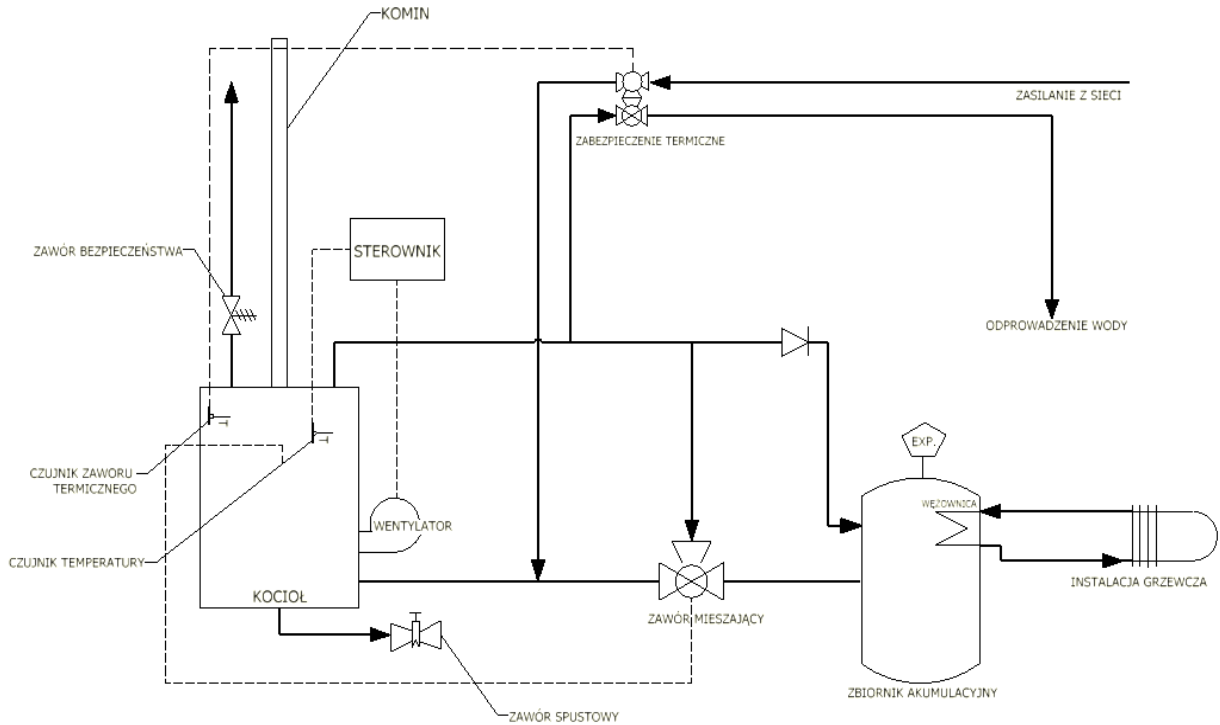 KOMIN
ZASILANIE Z SIECI
ZABEZPIECZENIE TERMICZNE
ZAWÓR BEZPIECZEŃSTWA
STEROWNIK
ODPROWADZENIE WODY
EXP.
CZUJNIK ZAWORU
TERMICZNEGO
WĘŻOWNICA
WENTYLATOR
CZUJNIK TEMPERATURY
INSTALACJA GRZEWCZA
KOCIOŁ
ZAWÓR MIESZAJĄCY
ZBIORNIK AKUMULACYJNY
ZAWÓR SPUSTOWY